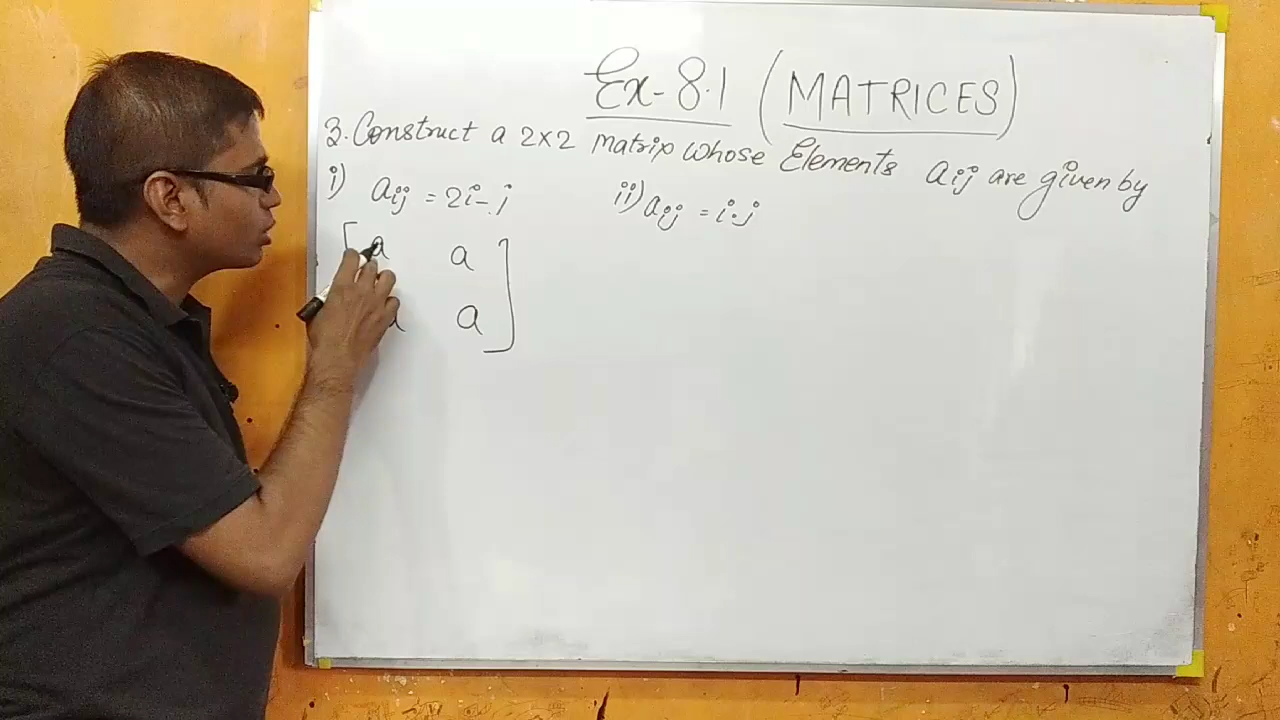 Ex-8.1 (MATRICES)
3. Construct a 2×2 matrix whose Elements aij are given by
i) aij = 2i - j ii) aij = i.j
[ a a ]
a a